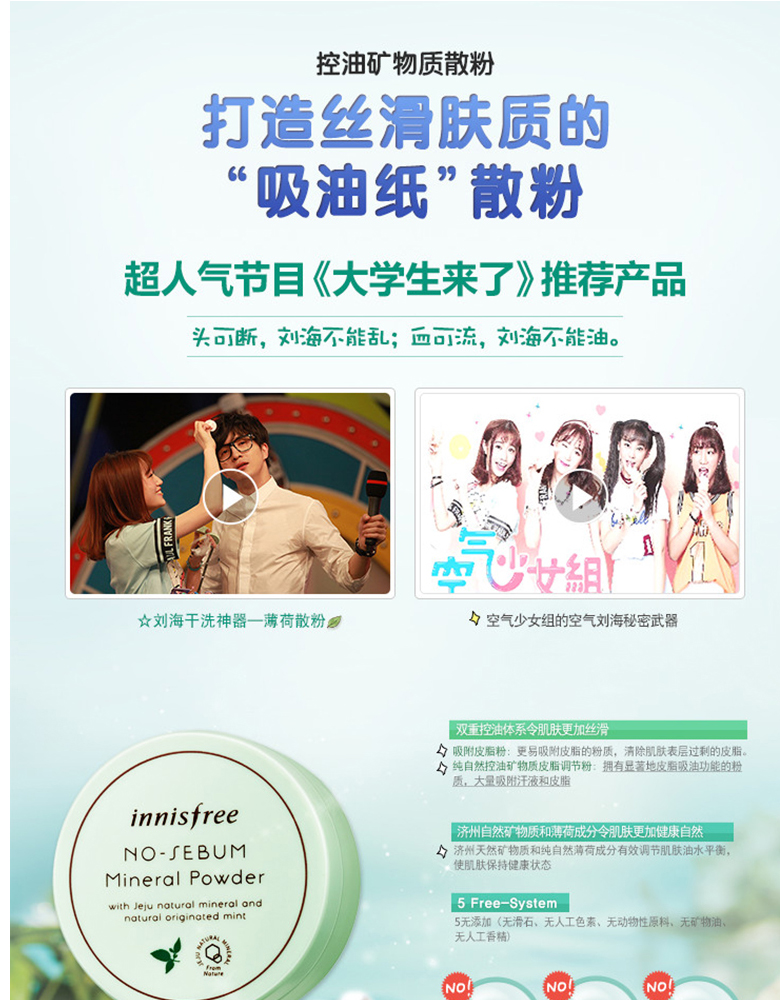 控油矿物质散粉
打造丝滑肤质的
“吸油纸”散粉
超人气节目《大学生来了》推荐产品
头可断，刘海不能乱；血可流，刘海不能油。
UL FRANK
空气少女組
1
☆刘海干洗神器—薄荷散粉
空气少女组的空气刘海秘密武器
双重控油体系令肌肤更加丝滑
吸附皮脂粉：更易吸附皮脂的粉质，清除肌肤表层过剩的皮脂。
纯自然控油矿物质皮脂调节粉：拥有显著地皮脂吸油功能的粉
质，大量吸附汗液和皮脂
济州自然矿物质和薄荷成分令肌肤更加健康自然
济州天然矿物质和纯自然薄荷成分有效调节肌肤油水平衡，
使肌肤保持健康状态
5 Free-System
5无添加（无滑石、无人工色素、无动物性原料、无矿物油、
无人工香精）
innisfree
NO-SEBUM
Mineral Powder
with Jeju natural mineral and
natural originated mint
JEJU NATURAL MINERAL
From
Nature
NO! NO! NO!